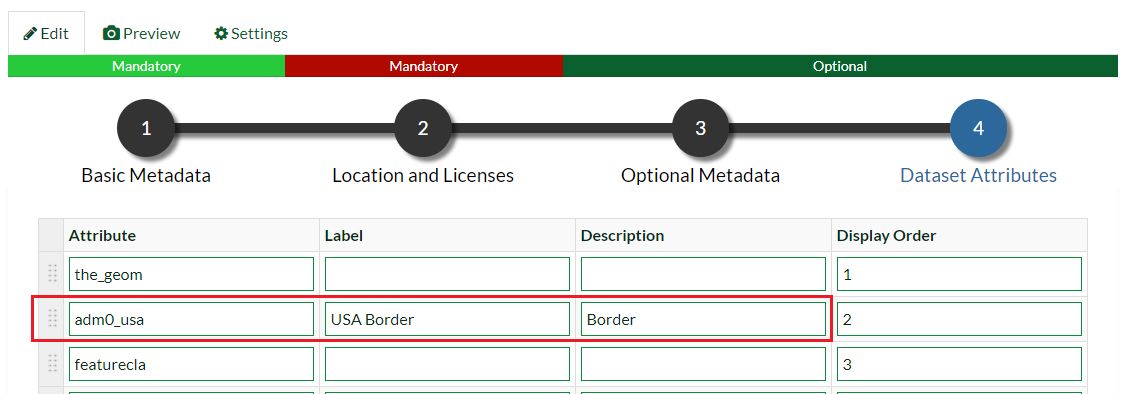 Edit Preview Settings
Mandatory Mandatory Optional
1 2 3 4
Basic Metadata Location and Licenses Optional Metadata Dataset Attributes
Attribute Label Description Display Order
the_geom 1
adm0_usa USA Border Border 2
featurecla 3